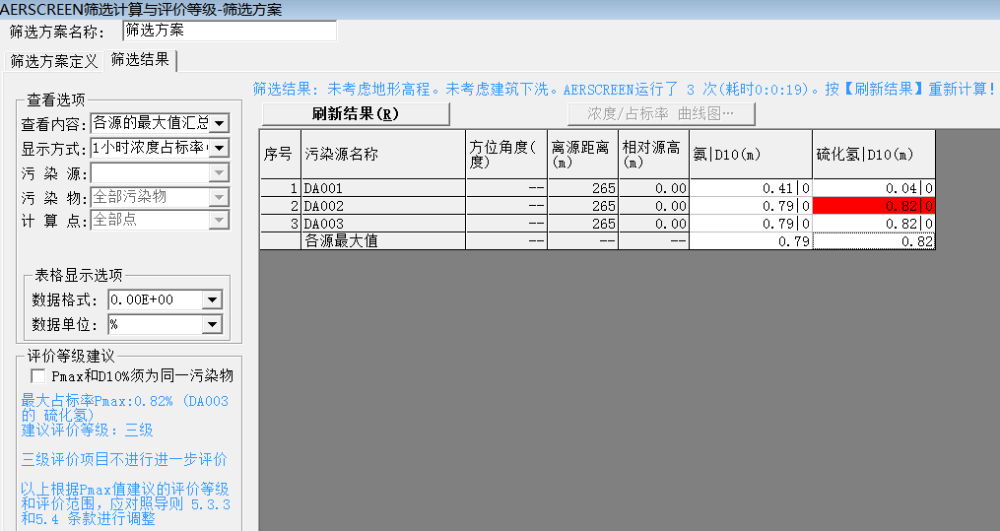 AERSCREEN筛选计算与评价等级-筛选方案
筛选方案名称: 筛选方案
筛选方案定义 筛选结果
查看选项
查看内容: 各源的最大值汇总
显示方式: 1小时浓度占标率
污 染 源:
污 染 物: 全部污染物
计 算 点: 全部点
表格显示选项
数据格式: 0.00E+00
数据单位: %
评价等级建议
Pmax和D10%须为同一污染物
最大占标率Pmax:0.82% (DA003
的 硫化氢)
建议评价等级: 三级
三级评价项目不进行进一步评价
以上根据Pmax值建议的评价等级
和评价范围,应对照导则 5.3.3
和5.4 条款进行调整
筛选结果: 未考虑地形高程。未考虑建筑下洗。AERSCREEN运行了 3 次(耗时0:0:19)。按【刷新结果】重新计算!
刷新结果(R) 浓度/占标率 曲线图…
序号 污染源名称 方位角度(度) 离源距离(m) 相对源高(m) 氨|D10(m) 硫化氢|D10(m)
1 DA001 -- 265 0.00 0.41|0 0.04|0
2 DA002 -- 265 0.00 0.79|0 0.82|0
3 DA003 -- 265 0.00 0.79|0 0.82|0
各源最大值 -- -- -- 0.79 0.82